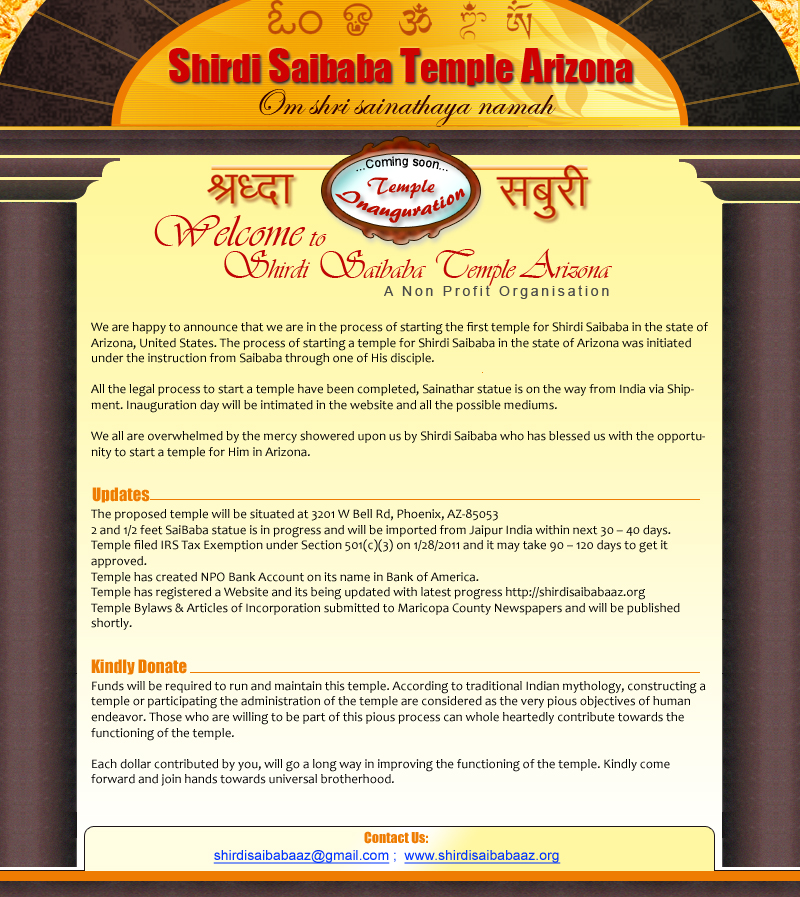 ಓಂ ଓଁ ॐ ੴ ༀ
Shirdi Saibaba Temple Arizona
Om shri sainathaya namah
...Coming soon...
श्रध्दा Temple सबुरी
Inauguration
Welcome to
Shirdi Saibaba Temple Arizona
A Non Profit Organisation
We are happy to announce that we are in the process of starting the first temple for Shirdi Saibaba in the state of
Arizona, United States. The process of starting a temple for Shirdi Saibaba in the state of Arizona was initiated
under the instruction from Saibaba through one of His disciple.
All the legal process to start a temple have been completed, Sainathar statue is on the way from India via Ship-
ment. Inauguration day will be intimated in the website and all the possible mediums.
We all are overwhelmed by the mercy showered upon us by Shirdi Saibaba who has blessed us with the opportu-
nity to start a temple for Him in Arizona.
Updates
The proposed temple will be situated at 3201 W Bell Rd, Phoenix, AZ-85053
2 and 1/2 feet SaiBaba statue is in progress and will be imported from Jaipur India within next 30 – 40 days.
Temple filed IRS Tax Exemption under Section 501(c)(3) on 1/28/2011 and it may take 90 – 120 days to get it
approved.
Temple has created NPO Bank Account on its name in Bank of America.
Temple has registered a Website and its being updated with latest progress http://shirdisaibabaaz.org
Temple Bylaws & Articles of Incorporation submitted to Maricopa County Newspapers and will be published
shortly.
Kindly Donate
Funds will be required to run and maintain this temple. According to traditional Indian mythology, constructing a
temple or participating the administration of the temple are considered as the very pious objectives of human
endeavor. Those who are willing to be part of this pious process can whole heartedly contribute towards the
functioning of the temple.
Each dollar contributed by you, will go a long way in improving the functioning of the temple. Kindly come
forward and join hands towards universal brotherhood.
Contact Us:
shirdisaibabaaz@gmail.com ; www.shirdisaibabaaz.org